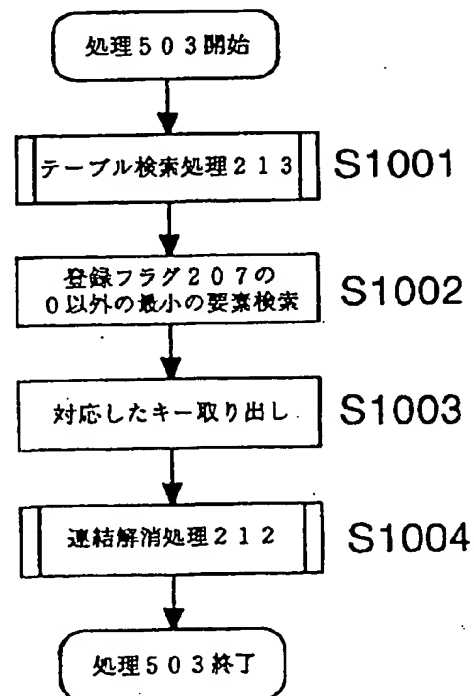 処理503開始
テーブル検索処理213
S1001
登録フラグ207の
0以外の最小の要素検索
S1002
対応したキー取り出し
S1003
連結解消処理212
S1004
処理503終了